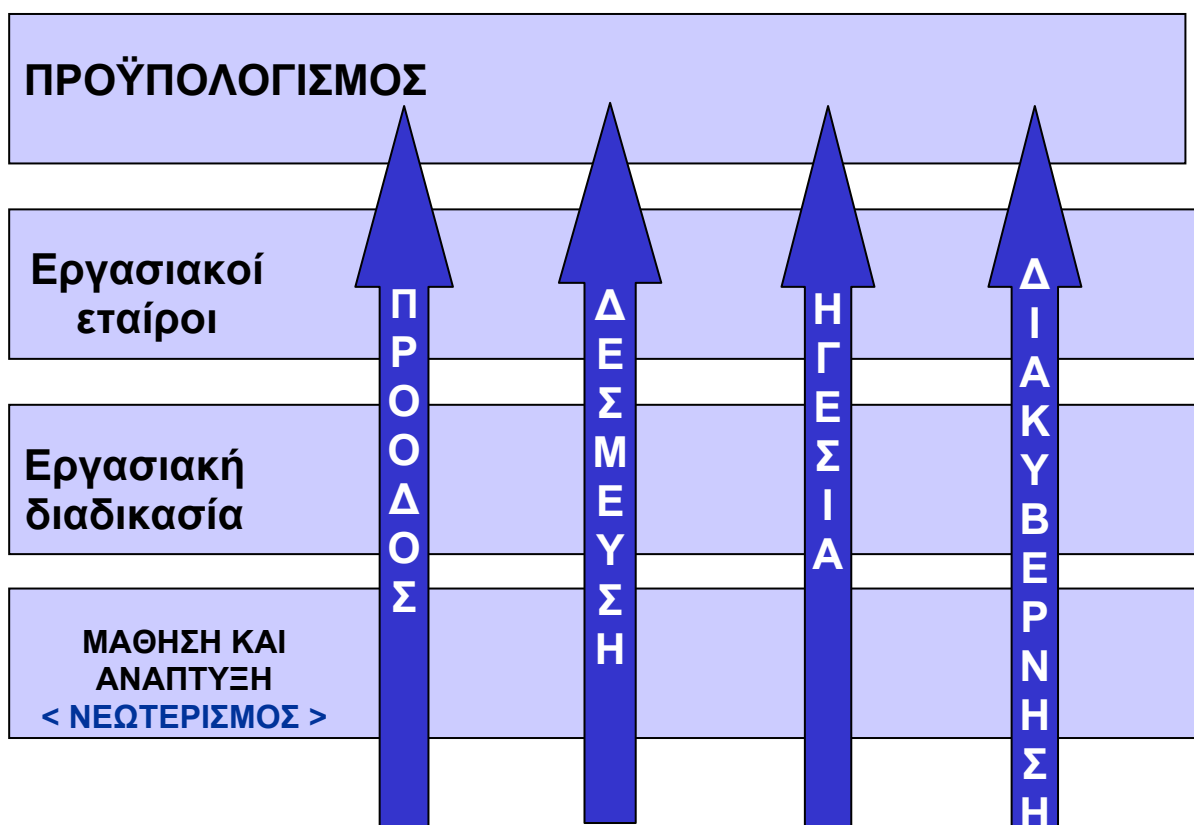 ΠΡΟΫΠΟΛΟΓΙΣΜΟΣ
Εργασιακοί
εταίροι
Εργασιακή
διαδικασία
ΜΑΘΗΣΗ ΚΑΙ
ΑΝΑΠΤΥΞΗ
< ΝΕΩΤΕΡΙΣΜΟΣ >
ΠΡΟΟΔΟΣ
ΔΕΣΜΕΥΣΗ
ΗΓΕΣΙΑ
ΔΙΑΚΥΒΕΡΝΗΣΗ